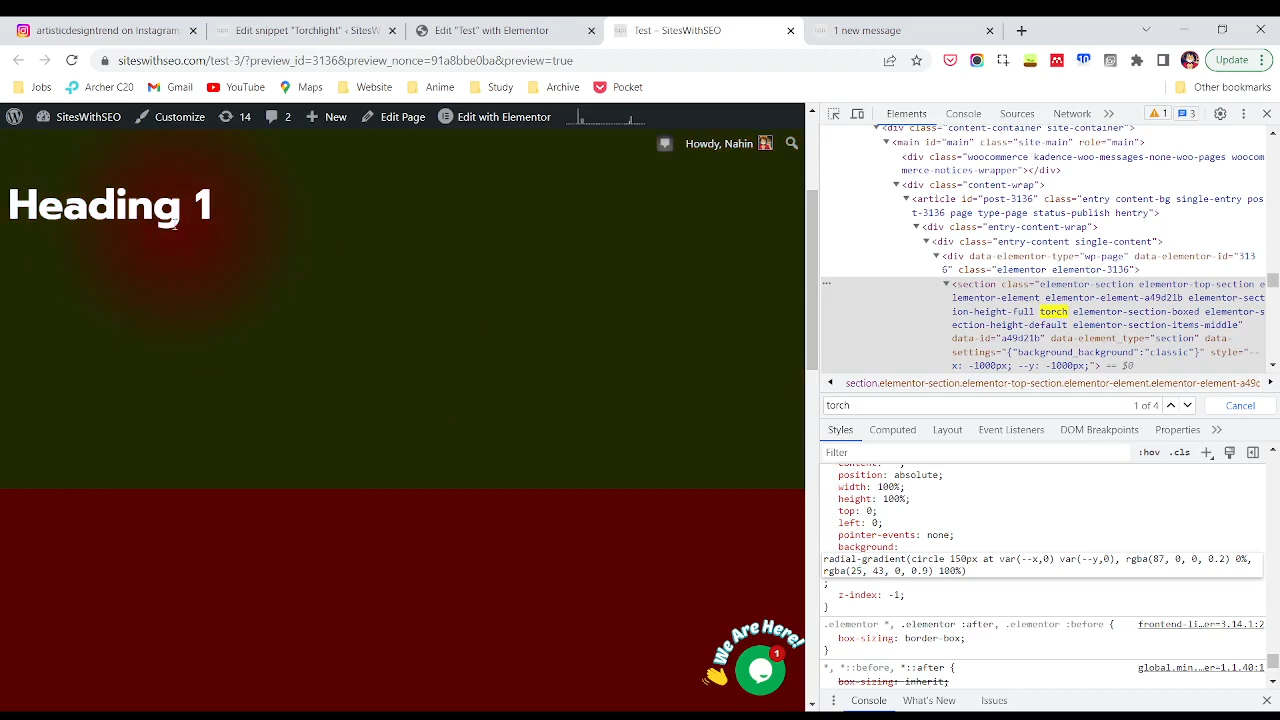 artisticdesigntrend on Instagram
Edit snippet "Torchlight" ‹ SitesW
Edit "Test" with Elementor
Test – SitesWithSEO
1 new message
siteswithseo.com/test-3/?preview_id=3136&preview_nonce=91a8bbe0ba&preview=true
Update
Jobs
Archer C20
Gmail
YouTube
Maps
Website
Anime
Study
Archive
Pocket
Other bookmarks
SitesWith
Customize
14
2
New
Edit Page
Edit with Elementor
Howdy, Nahin
Heading 1
We Are Here!
1
Elements
Console
Sources
Network
1
3
<div class="content-container site-container">
<main id="main" class="site-main" role="main">
<div class="woocommerce kadence-woo-messages-none-woo-pages woocom
merce-notices-wrapper"></div>
<div class="content-wrap">
<article id="post-3136" class="entry content-bg single-entry pos
t-3136 page type-page status-publish hentry">
<div class="entry-content-wrap">
<div class="entry-content single-content">
<div data-elementor-type="wp-page" data-elementor-id="313
6" class="elementor elementor-3136">
<section class="elementor-section elementor-top-section e
lementor-element elementor-element-a49d21b elementor-sect
ion-height-full torch elementor-section-boxed elementor-s
ection-height-default elementor-section-items-middle"
data-id="a49d21b" data-element_type="section" data-
settings="{"background_background":"classic"}" style="--
x: -1000px; --y: -1000px;"> == $0
section.elementor-section.elementor-top-section.elementor-element.elementor-element-a49d
torch
1 of 4
Cancel
Styles
Computed
Layout
Event Listeners
DOM Breakpoints
Properties
Filter
:hov .cls
position: absolute;
width: 100%;
height: 100%;
top: 0;
left: 0;
pointer-events: none;
background:
radial-gradient(circle 150px at var(--x,0) var(--y,0), rgba(87, 0, 0, 0.2) 0%,
rgba(25, 43, 0, 0.9) 100%)
;
z-index: -1;
}
.elementor *, .elementor :after, .elementor :before {
frontend-li…er=3.14.1:2
box-sizing: border-box;
}
*, *::before, *::after {
global.min.…er=1.1.40:1
box-sizing: inherit;
Console
What's New
Issues